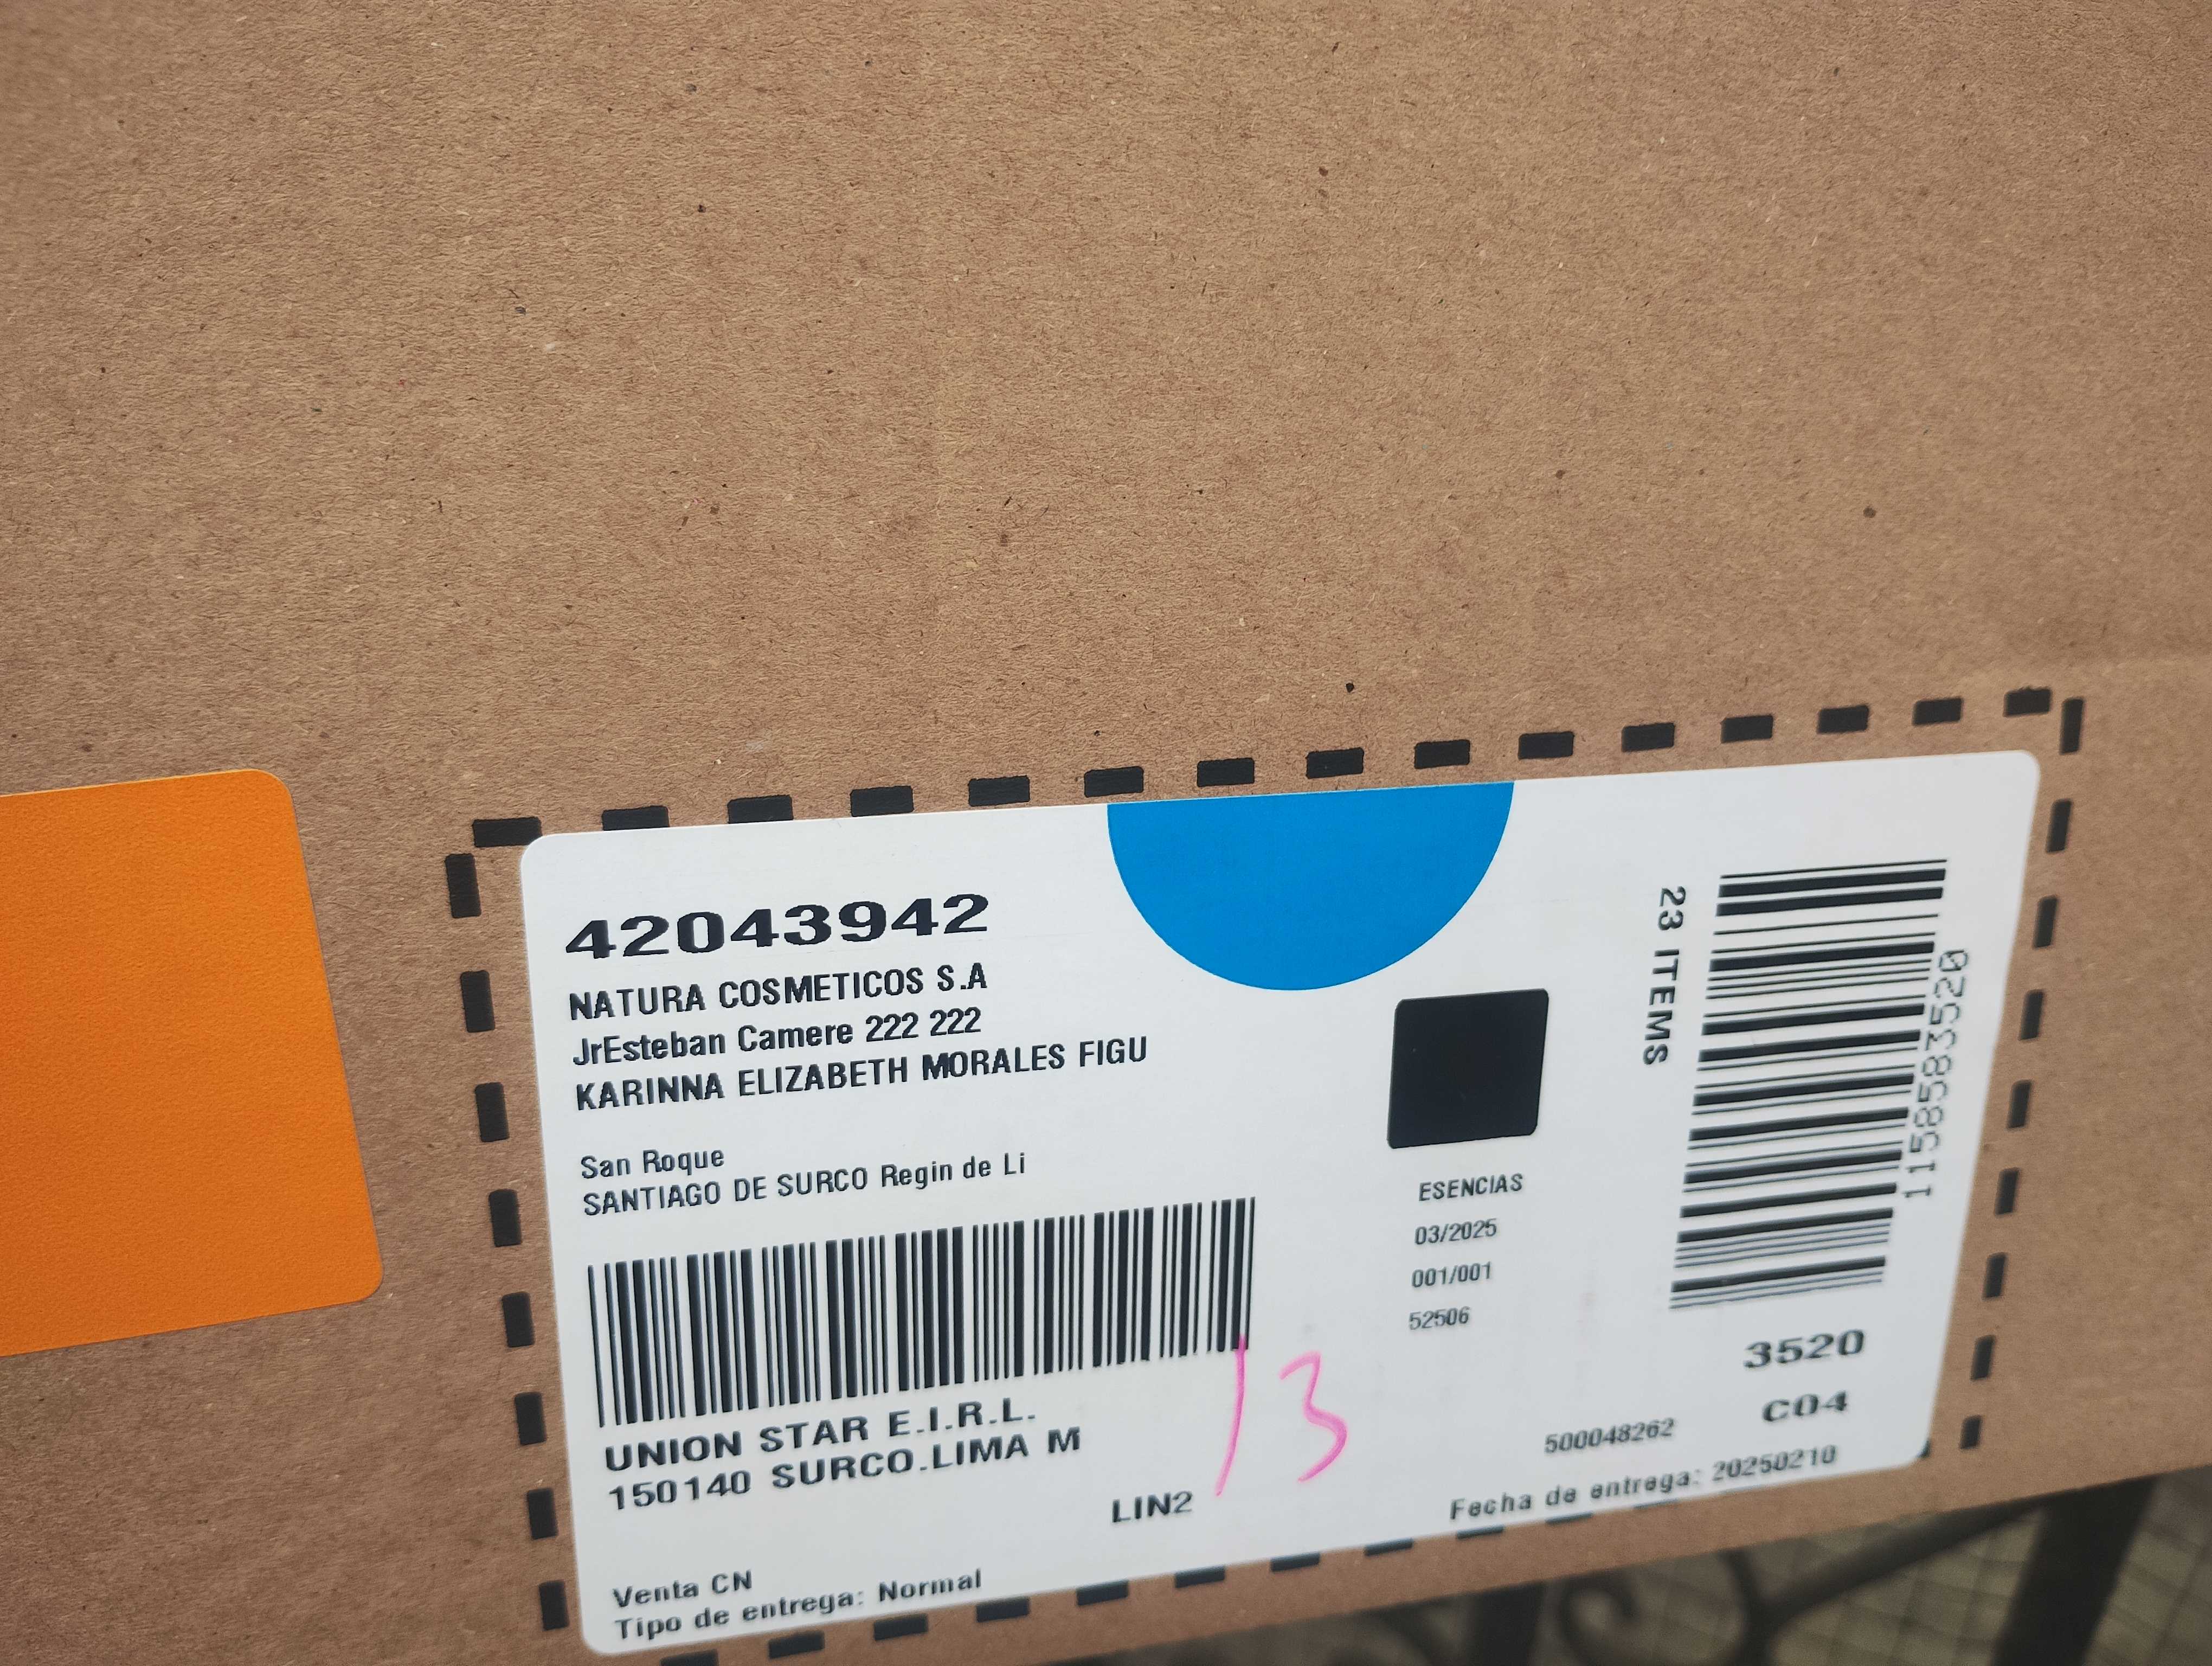 42043942
NATURA COSMETICOS S.A
JrEsteban Camere 222 222
KARINNA ELIZABETH MORALES FIGU
San Roque
SANTIAGO DE SURCO Regin de Li
UNION STAR E.I.R.L.
150140 SURCO.LIMA M
LIN2
13
Venta CN
Tipo de entrega: Normal
ESENCIAS
03/2025
001/001
52506
23 ITEMS
1158583520
3520
C04
500048262
Fecha de entrega: 20250210